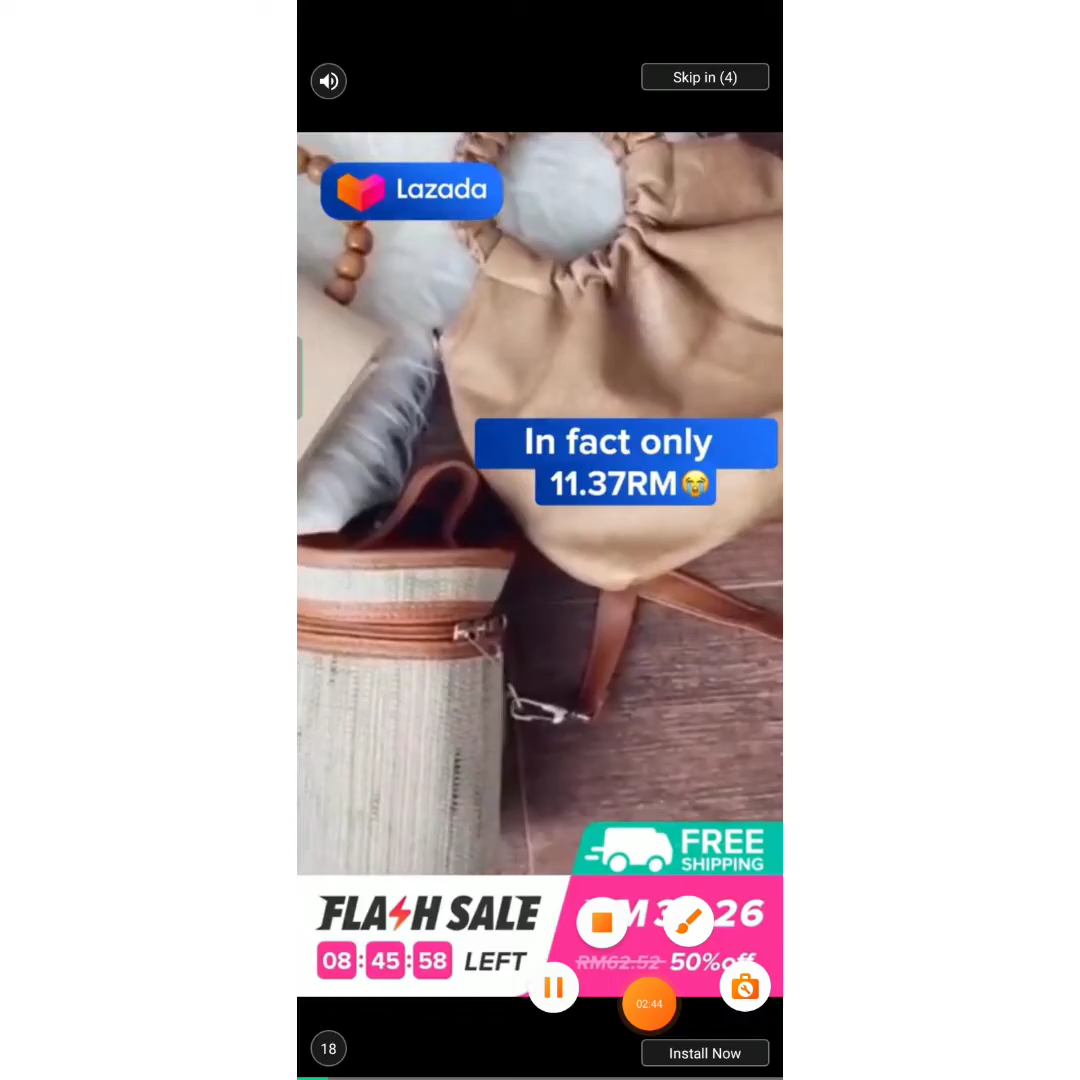 Skip in (4)
Lazada
In fact only
11.37RM😭
FREE
SHIPPING
FLASH SALE
08:45:58 LEFT
RM62.52 50%off
02:44
18
Install Now